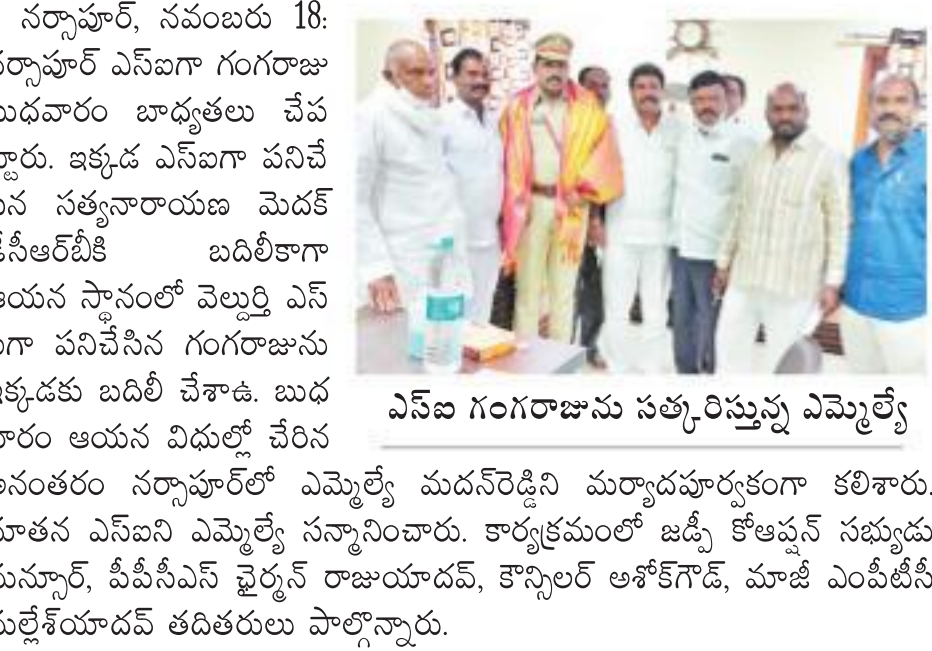 నర్సాపూర్, నవంబరు 18:
నర్సాపూర్ ఎస్ఐగా గంగరాజు
బుధవారం బాధ్యతలు చేప
ట్టారు. ఇక్కడ ఎస్ఐగా పనిచే
సిన సత్యనారాయణ మెదక్
డీసీఆర్‌బీకి బదిలీకాగా
ఆయన స్థానంలో వెల్దుర్తి ఎస్
ఐగా పనిచేసిన గంగరాజును
ఇక్కడకు బదిలీ చేశాఉ. బుధ
వారం ఆయన విధుల్లో చేరిన
అనంతరం నర్సాపూర్‌లో ఎమ్మెల్యే మదన్‌రెడ్డిని మర్యాదపూర్వకంగా కలిశారు.
నూతన ఎస్ఐని ఎమ్మెల్యే సన్మానించారు. కార్యక్రమంలో జడ్పీ కోఆప్షన్ సభ్యుడు
మన్సూర్, పీపీసీఎస్ ఛైర్మన్ రాజుయాదవ్, కౌన్సిలర్ అశోక్‌గౌడ్, మాజీ ఎంపీటీసీ
మల్లేశ్‌యాదవ్ తదితరులు పాల్గొన్నారు.
ఎస్ఐ గంగరాజును సత్కరిస్తున్న ఎమ్మెల్యే